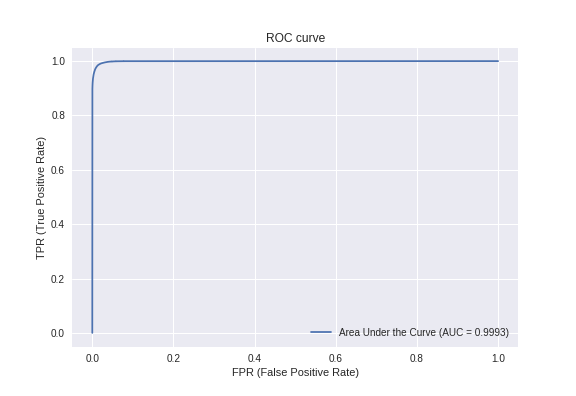 ROC curve
1.0
0.8
0.6
0.4
0.2
0.0
TPR (True Positive Rate)
Area Under the Curve (AUC = 0.9993)
0.0 0.2 0.4 0.6 0.8 1.0
FPR (False Positive Rate)